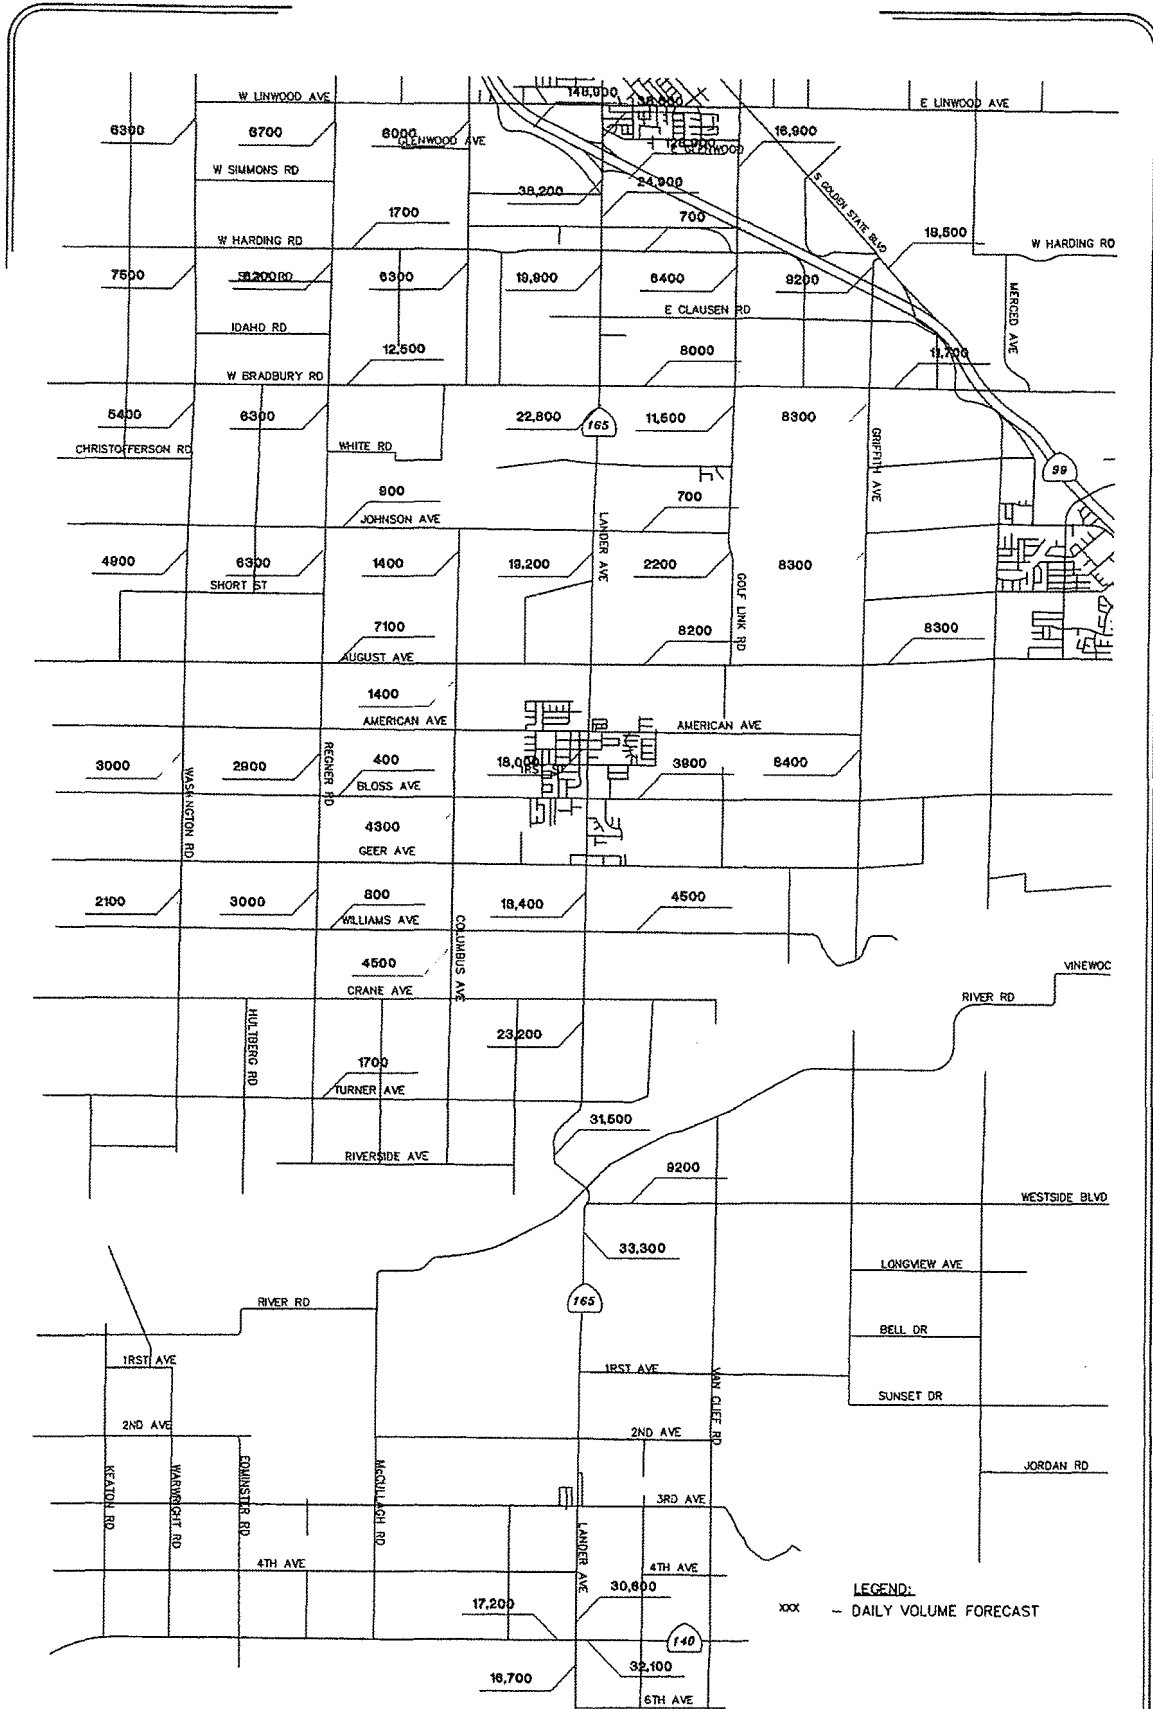 148,900
38,600
W LINWOOD AVE
E LINWOOD AVE
6300
6700
6000
GLENWOOD AVE
128,900
E GLENWOOD
16,900
W SIMMONS RD
38,200
24,900
S GOLDEN STATE BLVD
1700
700
18,500
W HARDING RD
W HARDING RD
7500
6200
6300
19,900
6400
9200
MERCED AVE
E CLAUSEN RD
IDAHO RD
12,500
8000
11,700
W BRADBURY RD
5400
6300
22,800
165
11,500
8300
CHRISTOFFERSON RD
WHITE RD
GRIFFITH AVE
99
900
700
JOHNSON AVE
LANDER AVE
4900
6300
1400
19,200
2200
8300
SHORT ST
GOLF LINK RD
7100
8200
8300
AUGUST AVE
1400
AMERICAN AVE
AMERICAN AVE
3000
2900
400
18,000
3900
8400
WASHINGTON RD
REGNER RD
BLOSS AVE
4300
GEER AVE
2100
3000
800
18,400
4500
WILLIAMS AVE
COLUMBUS AVE
4500
CRANE AVE
VINEWOC
RIVER RD
HULTBERG RD
23,200
1700
TURNER AVE
31,500
RIVERSIDE AVE
9200
WESTSIDE BLVD
33,300
LONGVIEW AVE
165
RIVER RD
BELL DR
1RST AVE
1RST AVE
VAN CLIEF RD
SUNSET DR
2ND AVE
2ND AVE
JORDAN RD
KEATON RD
WARWRIGHT RD
EDMINSTER RD
McCULLAGH RD
3RD AVE
LANDER AVE
4TH AVE
4TH AVE
30,600
17,200
LEGEND:
XXX – DAILY VOLUME FORECAST
140
16,700
32,100
6TH AVE